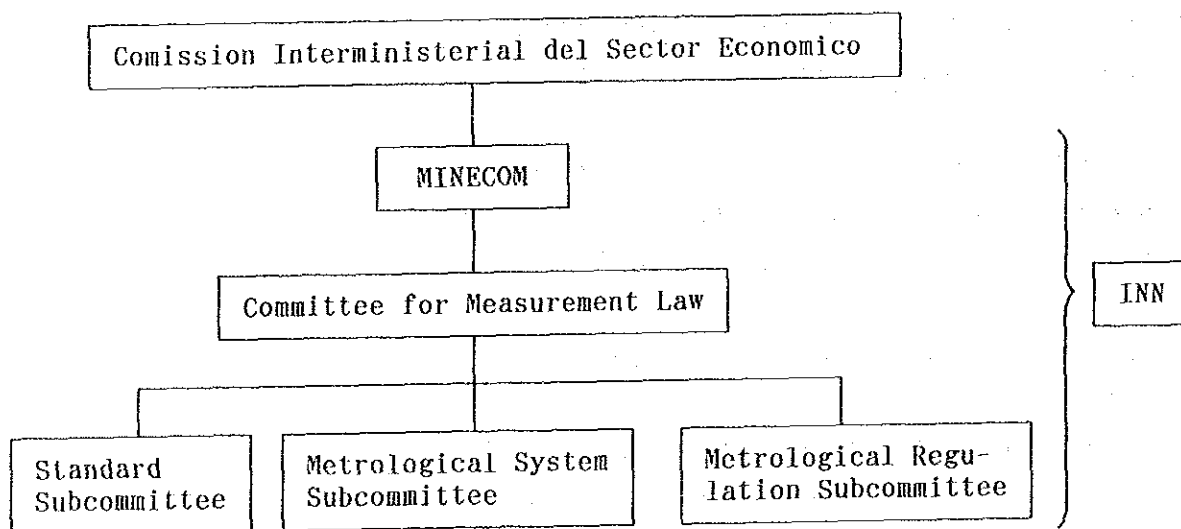 Comission Interministerial del Sector Economico
MINECOM
Committee for Measurement Law
INN
Standard
Subcommittee
Metrological System
Subcommittee
Metrological Regu-
lation Subcommittee